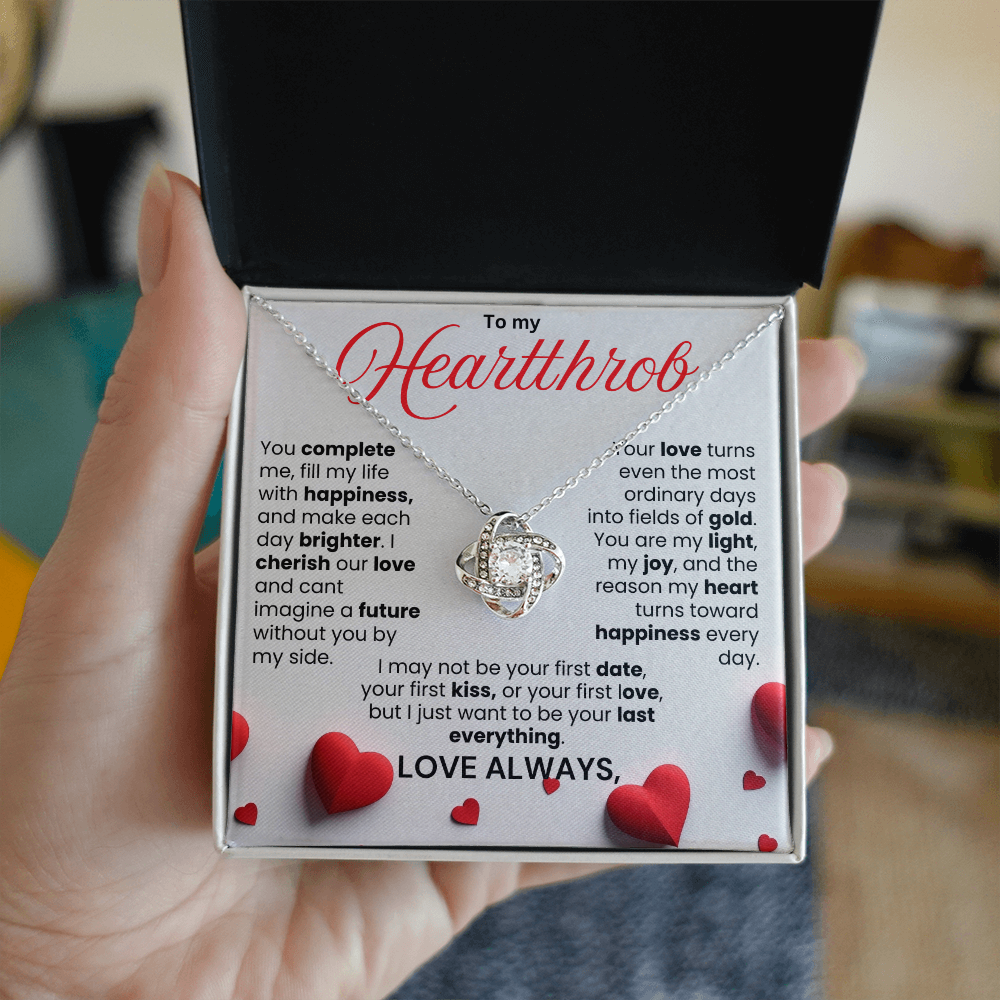 To my
Heartthrob
You complete
me, fill my life
with happiness,
and make each
day brighter. I
cherish our love
and cant
imagine a future
without you by
my side.
Your love turns
even the most
ordinary days
into fields of gold.
You are my light,
my joy, and the
reason my heart
turns toward
happiness every
day.
I may not be your first date,
your first kiss, or your first love,
but I just want to be your last
everything.
LOVE ALWAYS,